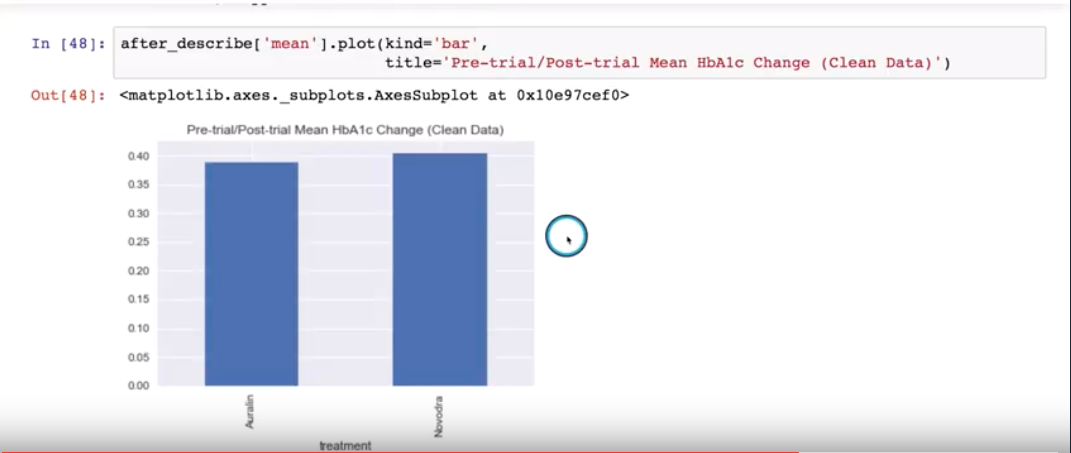 In [48]: after_describe['mean'].plot(kind='bar',
title='Pre-trial/Post-trial Mean HbA1c Change (Clean Data)')
Out[48]: <matplotlib.axes._subplots.AxesSubplot at 0x10e97cef0>
Pre-trial/Post-trial Mean HbA1c Change (Clean Data)
0.40
0.35
0.30
0.25
0.20
0.15
0.10
0.05
0.00
Auralin
Novodra
treatment